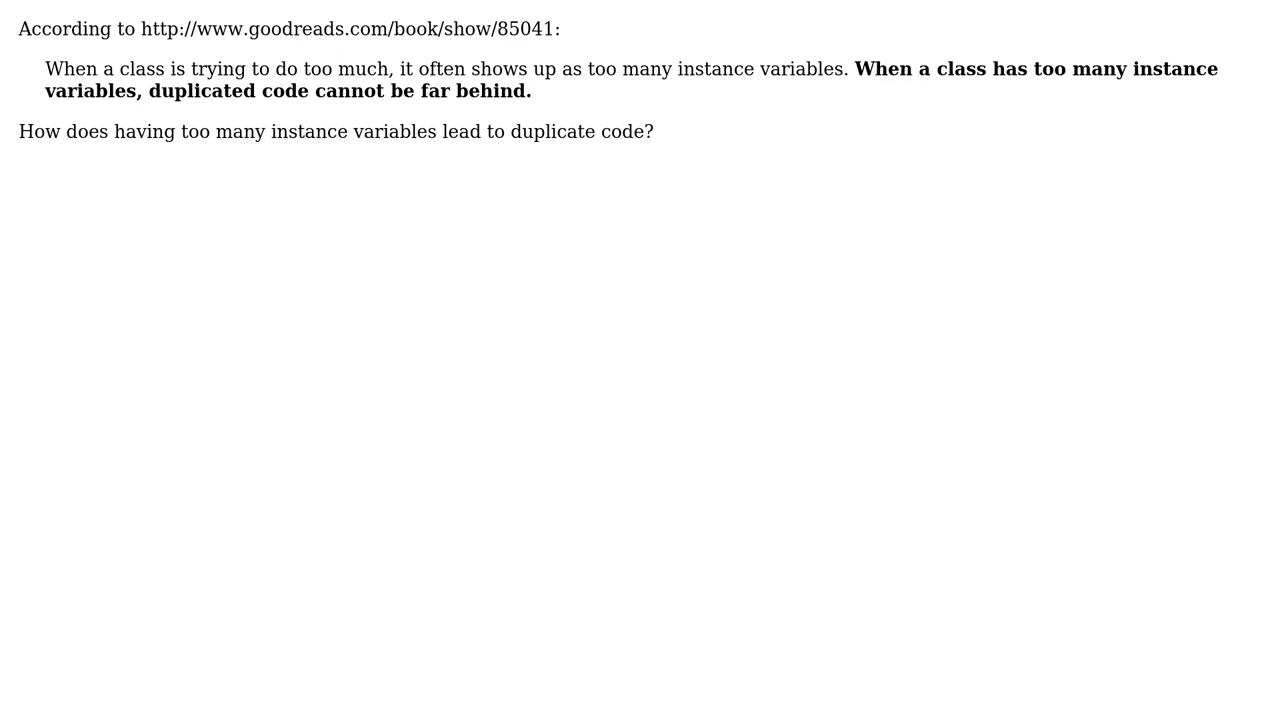 According to http://www.goodreads.com/book/show/85041:
When a class is trying to do too much, it often shows up as too many instance variables. When a class has too many instance
variables, duplicated code cannot be far behind.
How does having too many instance variables lead to duplicate code?